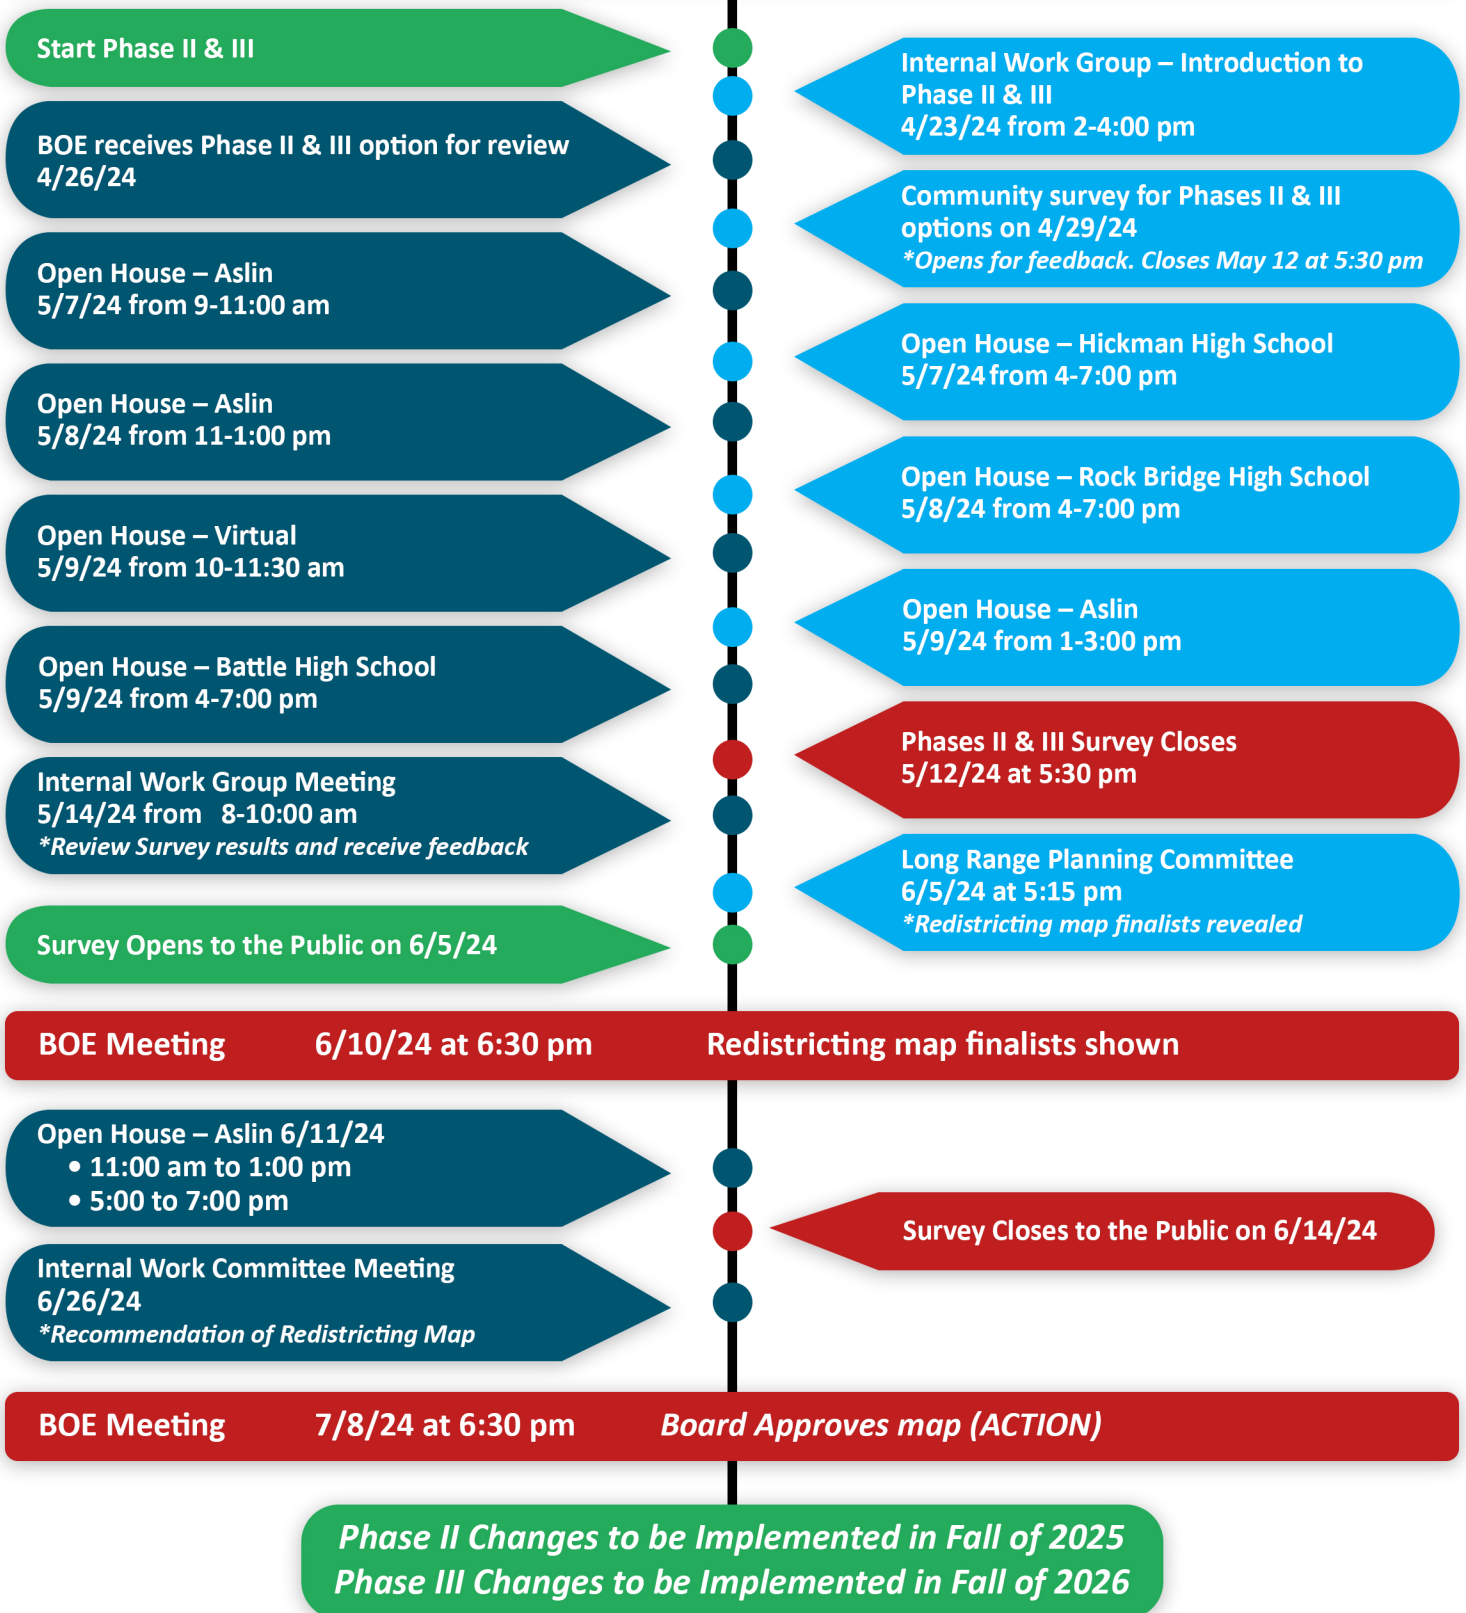 Start Phase II & III
Internal Work Group – Introduction to
Phase II & III
4/23/24 from 2-4:00 pm
BOE receives Phase II & III option for review
4/26/24
Community survey for Phases II & III
options on 4/29/24
*Opens for feedback. Closes May 12 at 5:30 pm
Open House – Aslin
5/7/24 from 9-11:00 am
Open House – Hickman High School
5/7/24 from 4-7:00 pm
Open House – Aslin
5/8/24 from 11-1:00 pm
Open House – Rock Bridge High School
5/8/24 from 4-7:00 pm
Open House – Virtual
5/9/24 from 10-11:30 am
Open House – Aslin
5/9/24 from 1-3:00 pm
Open House – Battle High School
5/9/24 from 4-7:00 pm
Phases II & III Survey Closes
5/12/24 at 5:30 pm
Internal Work Group Meeting
5/14/24 from 8-10:00 am
*Review Survey results and receive feedback
Long Range Planning Committee
6/5/24 at 5:15 pm
*Redistricting map finalists revealed
Survey Opens to the Public on 6/5/24
BOE Meeting 6/10/24 at 6:30 pm Redistricting map finalists shown
Open House – Aslin 6/11/24
• 11:00 am to 1:00 pm
• 5:00 to 7:00 pm
Survey Closes to the Public on 6/14/24
Internal Work Committee Meeting
6/26/24
*Recommendation of Redistricting Map
BOE Meeting 7/8/24 at 6:30 pm Board Approves map (ACTION)
Phase II Changes to be Implemented in Fall of 2025
Phase III Changes to be Implemented in Fall of 2026